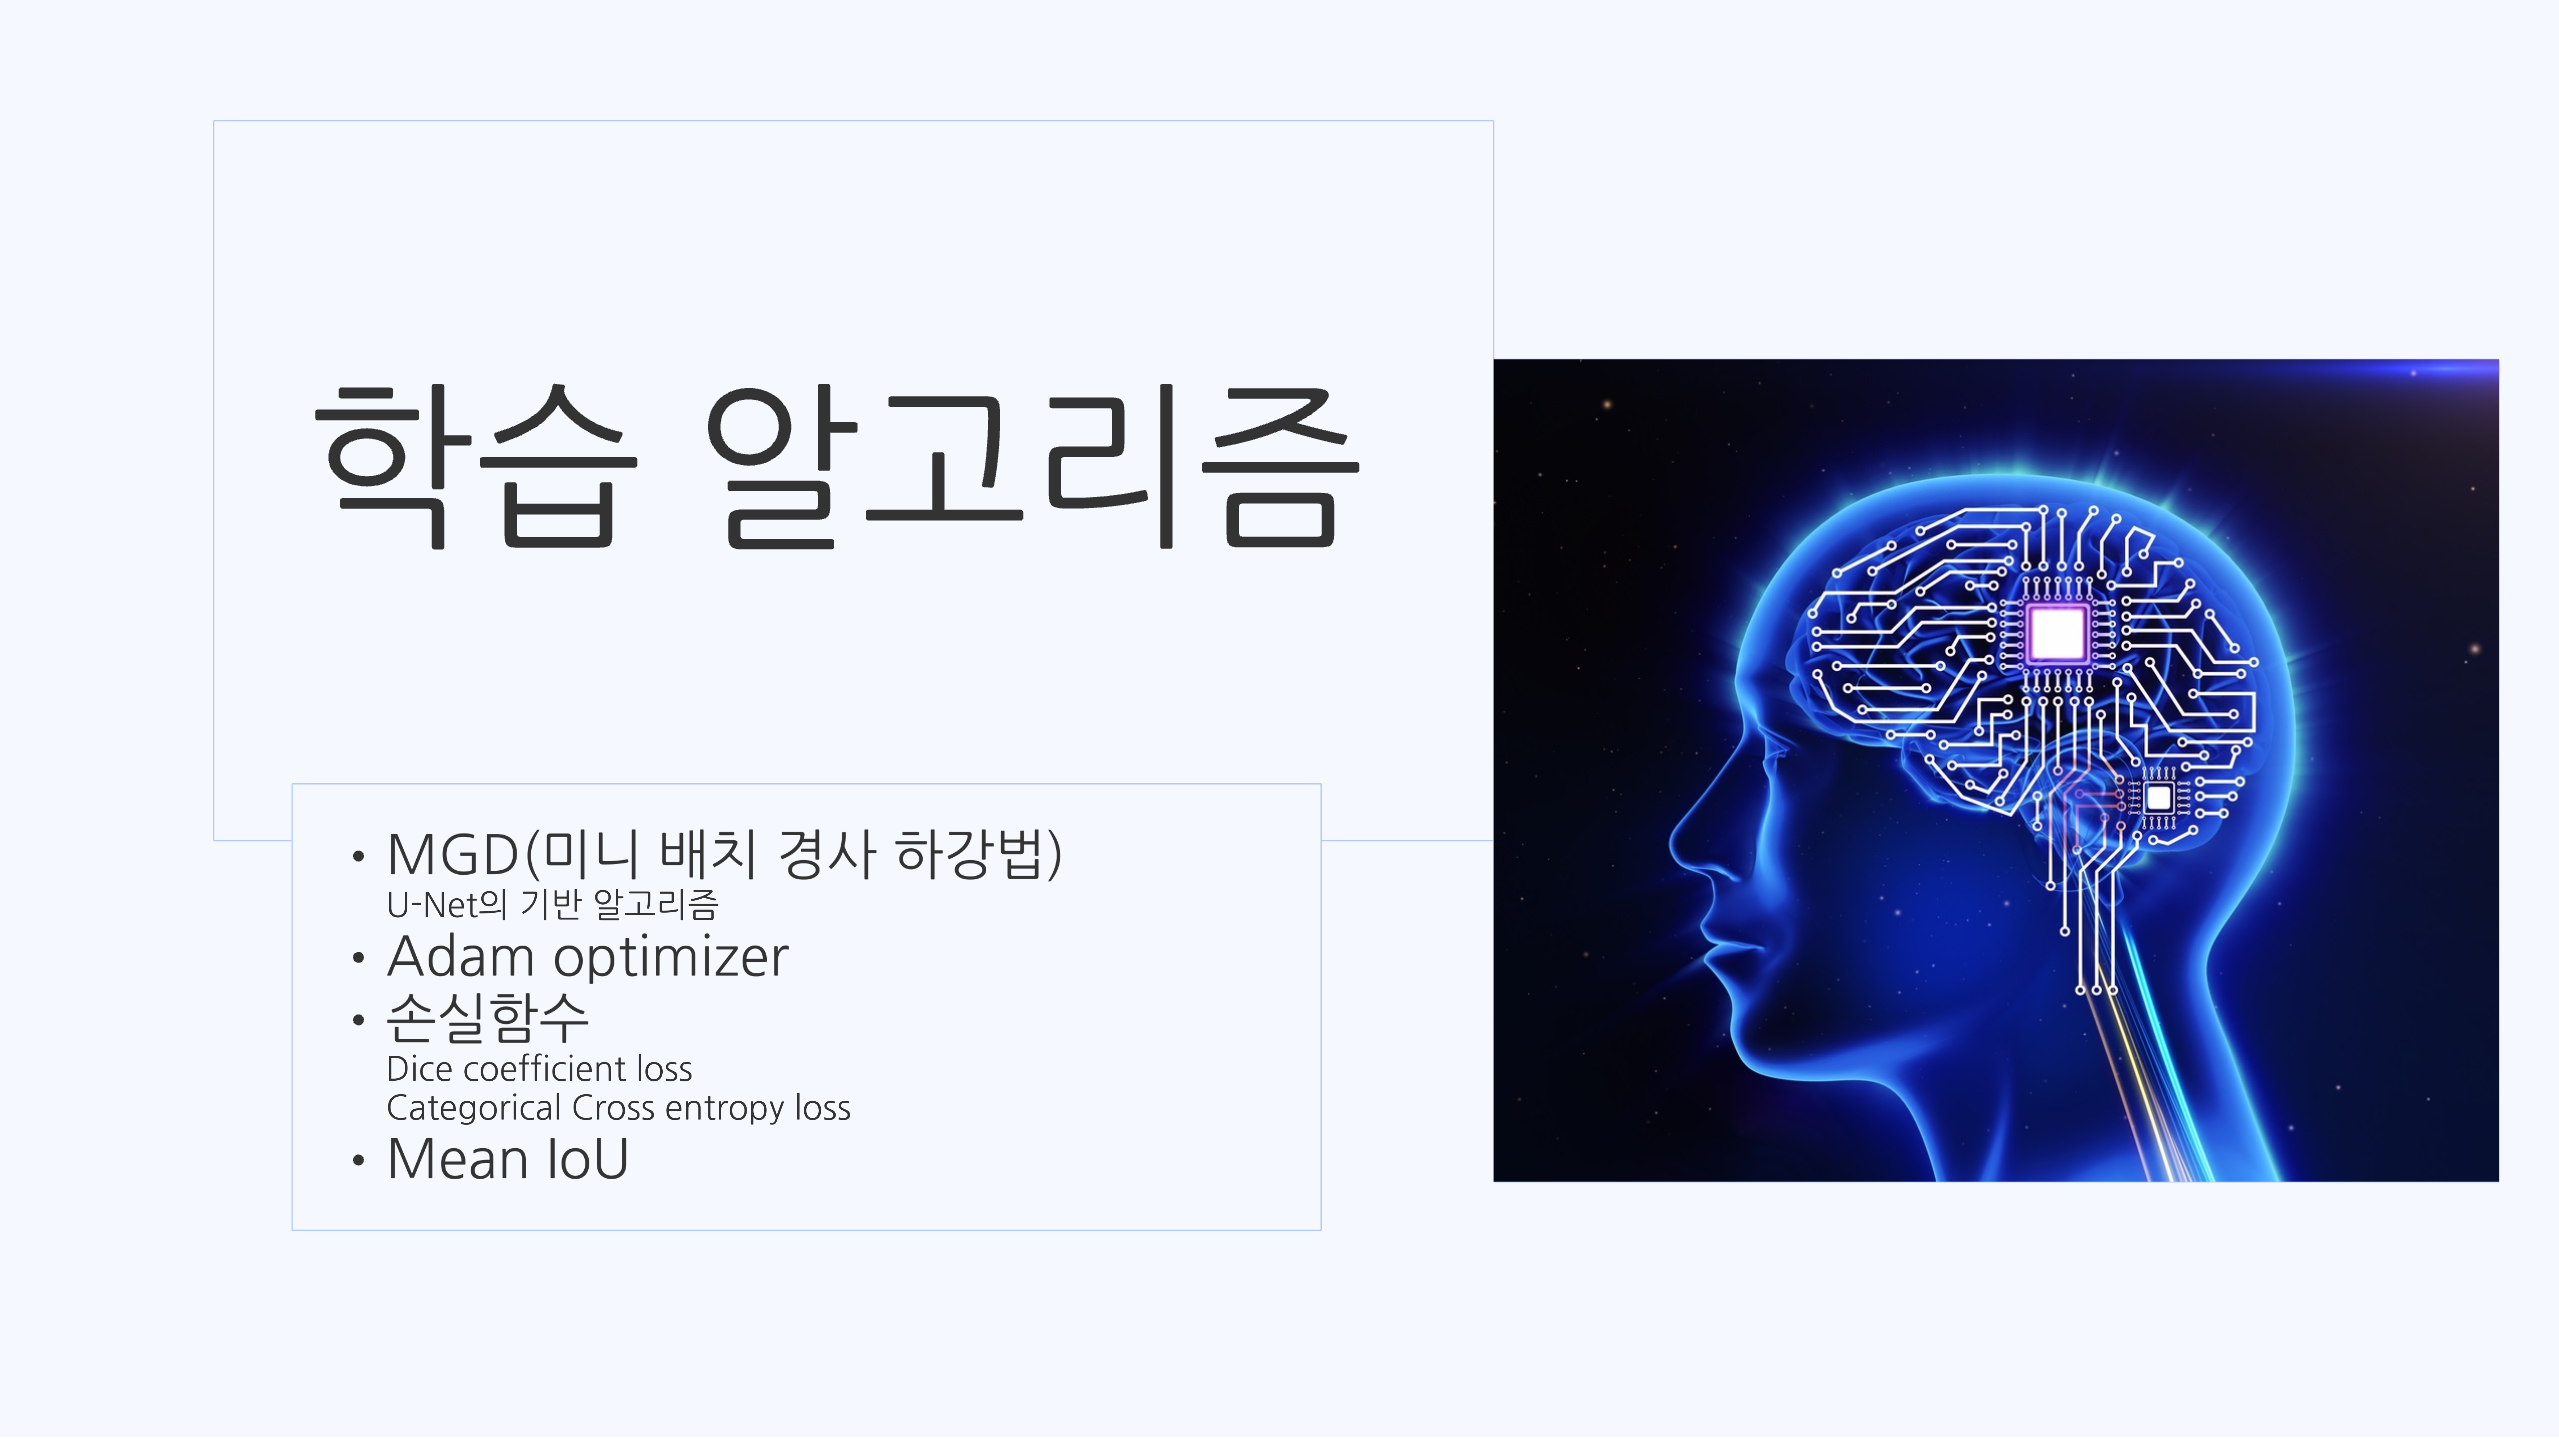 학습 알고리즘
• MGD(미니 배치 경사 하강법)
U-Net의 기반 알고리즘
• Adam optimizer
• 손실함수
Dice coefficient loss
Categorical Cross entropy loss
• Mean IoU